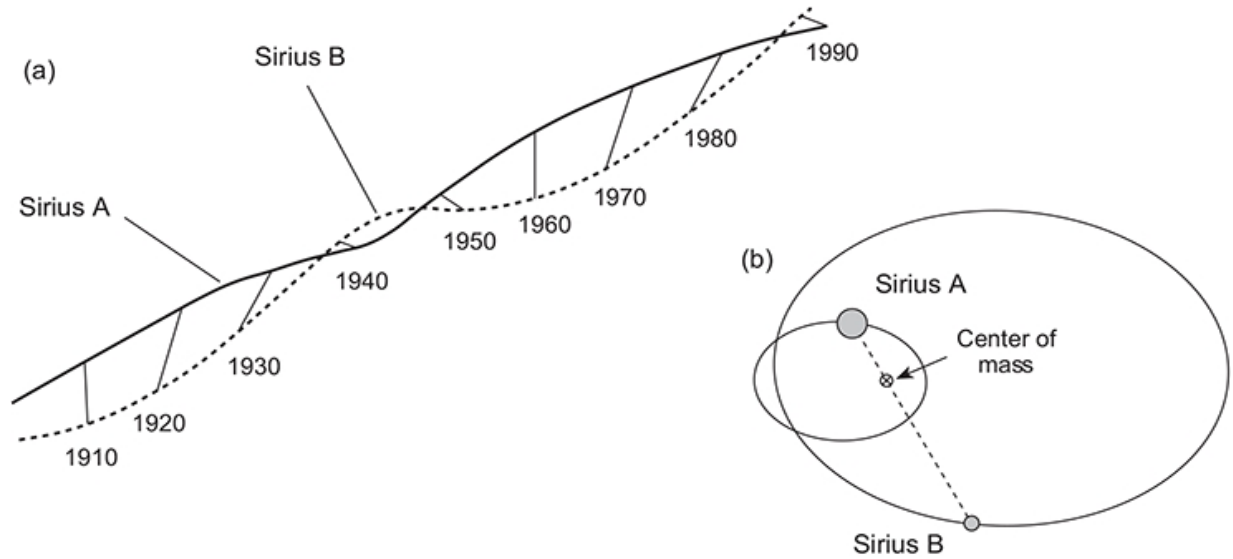 (a)
Sirius B
Sirius A
1910
1920
1930
1940
1950
1960
1970
1980
1990
(b)
Sirius A
Center of
mass
Sirius B